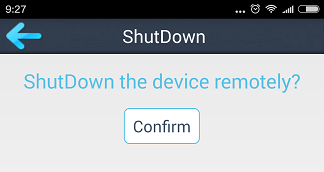 9:27
ShutDown
ShutDown the device remotely?
Confirm